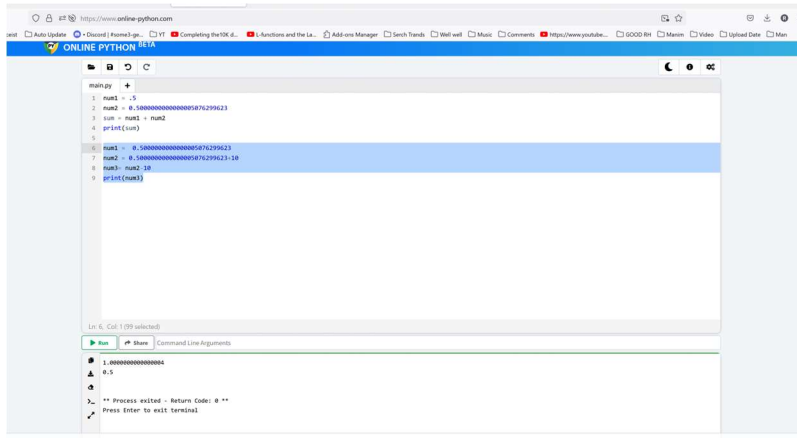 https://www.online-python.com
ceist Auto Update + Discord | #some3-ge... YT Completing the10K d... L-functions and the La... Add-ons Manager Serch Trends Well well Music Comments https://www.youtube... GOOD RH Manim Video Upload Date Man
ONLINE PYTHON BETA
main.py +
1 num1 = .5
2 num2 = 0.5000000000000005076299623
3 sum = num1 + num2
4 print(sum)
5
6 num1 = 0.5000000000000005076299623
7 num2 = 0.5000000000000005076299623+10
8 num3= num2-10
9 print(num3)
Ln: 6, Col: 1 (99 selected)
Run Share Command Line Arguments
1.0000000000000004
0.5
** Process exited - Return Code: 0 **
Press Enter to exit terminal